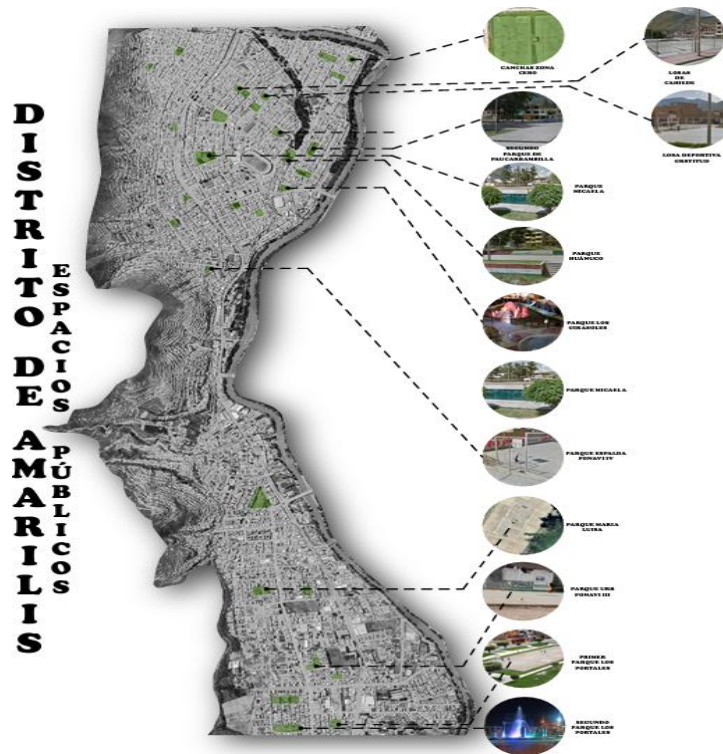 DISTRITO DE AMARILIS
ESPACIOS PÚBLICOS
CANCHAS ZONA
CERO
LOSAS
DE
CABIEDE
SEGUNDO
PARQUE DE
PAUCARBAMBILLA
LOSA DEPORTIVA
GRATITUD
PARQUE
MICAELA
PARQUE
HUÁNUCO
PARQUE LOS
GIRASOLES
PARQUE MICAELA
PARQUE ESPALDA
FONAVI IV
PARQUE MARIA
LUISA
PARQUE URB
FONAVI III
PRIMER
PARQUE LOS
PORTALES
SEGUNDO
PARQUE LOS PORTALES